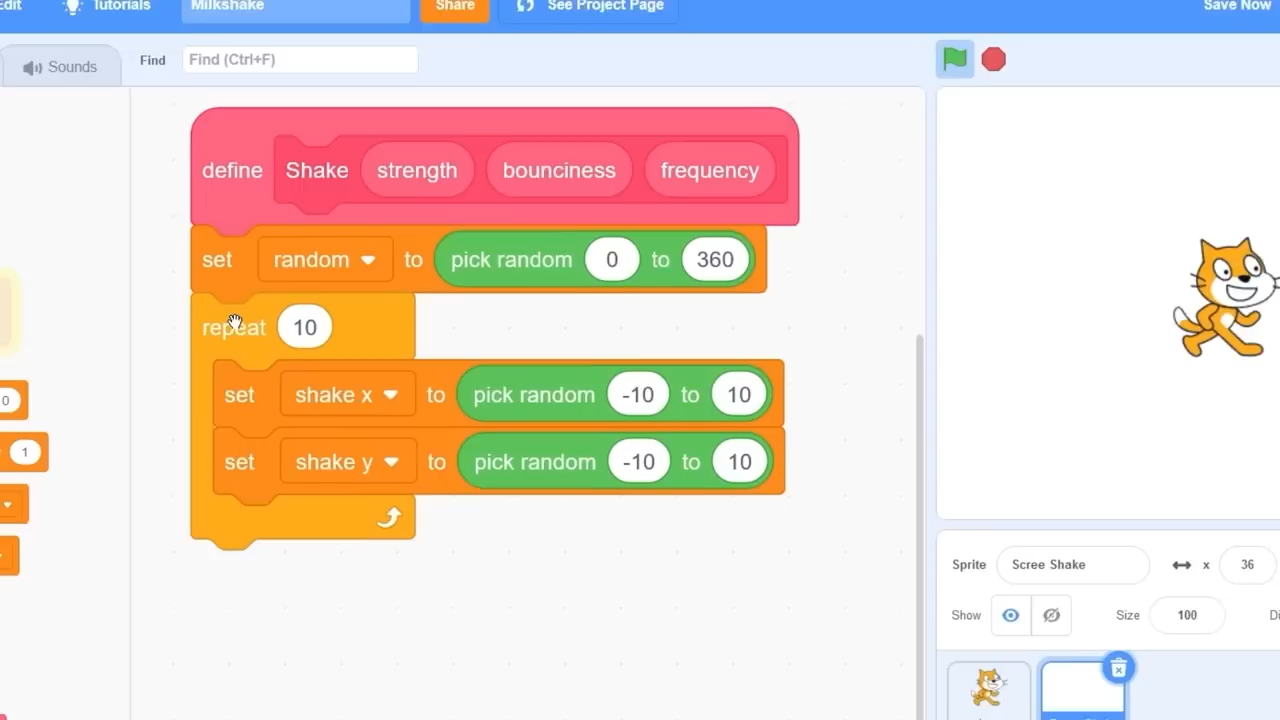 Edit Tutorials Milkshake Share See Project Page Save Now
Sounds Find Find (Ctrl+F)
define Shake strength bounciness frequency
set random to pick random 0 to 360
repeat 10
set shake x to pick random -10 to 10
0
set shake y to pick random -10 to 10
1
Sprite Scree Shake x 36
Show Size 100 Di